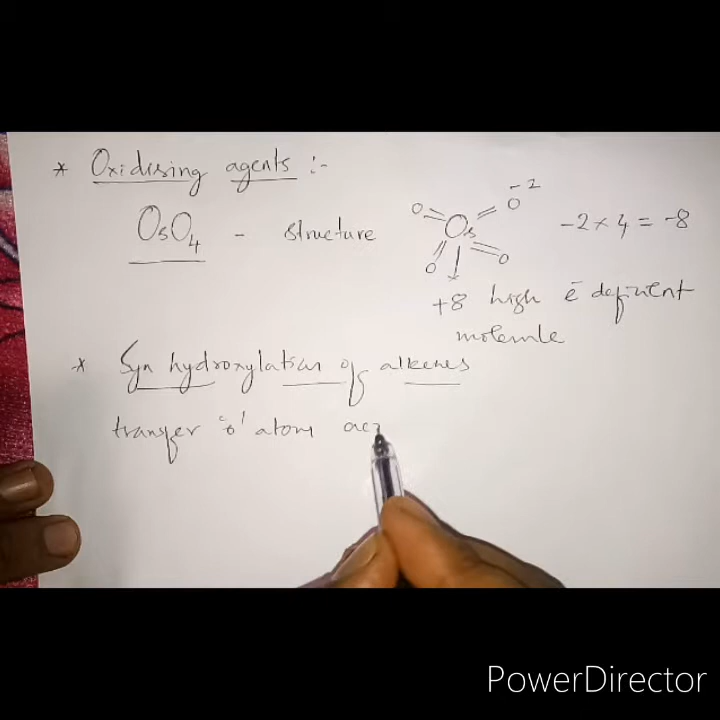 * Oxidising agents :-
OsO4 - structure
O O -2
Os
O O
-2 x 4 = -8
+8 high e̅ deficient
molecule
* Syn hydroxylation of alkenes
transfer 'o' atom acr
PowerDirector